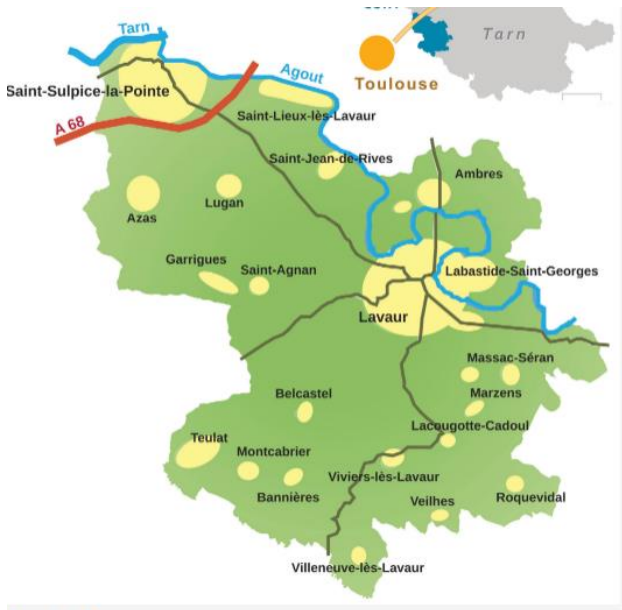 Tarn
Tarn
Toulouse
Agout
Saint-Sulpice-la-Pointe
A 68
Saint-Lieux-lès-Lavaur
Saint-Jean-de-Rives
Ambres
Lugan
Azas
Garrigues
Saint-Agnan
Labastide-Saint-Georges
Lavaur
Massac-Séran
Belcastel
Marzens
Lacougotte-Cadoul
Teulat
Montcabrier
Viviers-lès-Lavaur
Bannières
Veilhes
Roquevidal
Villeneuve-lès-Lavaur